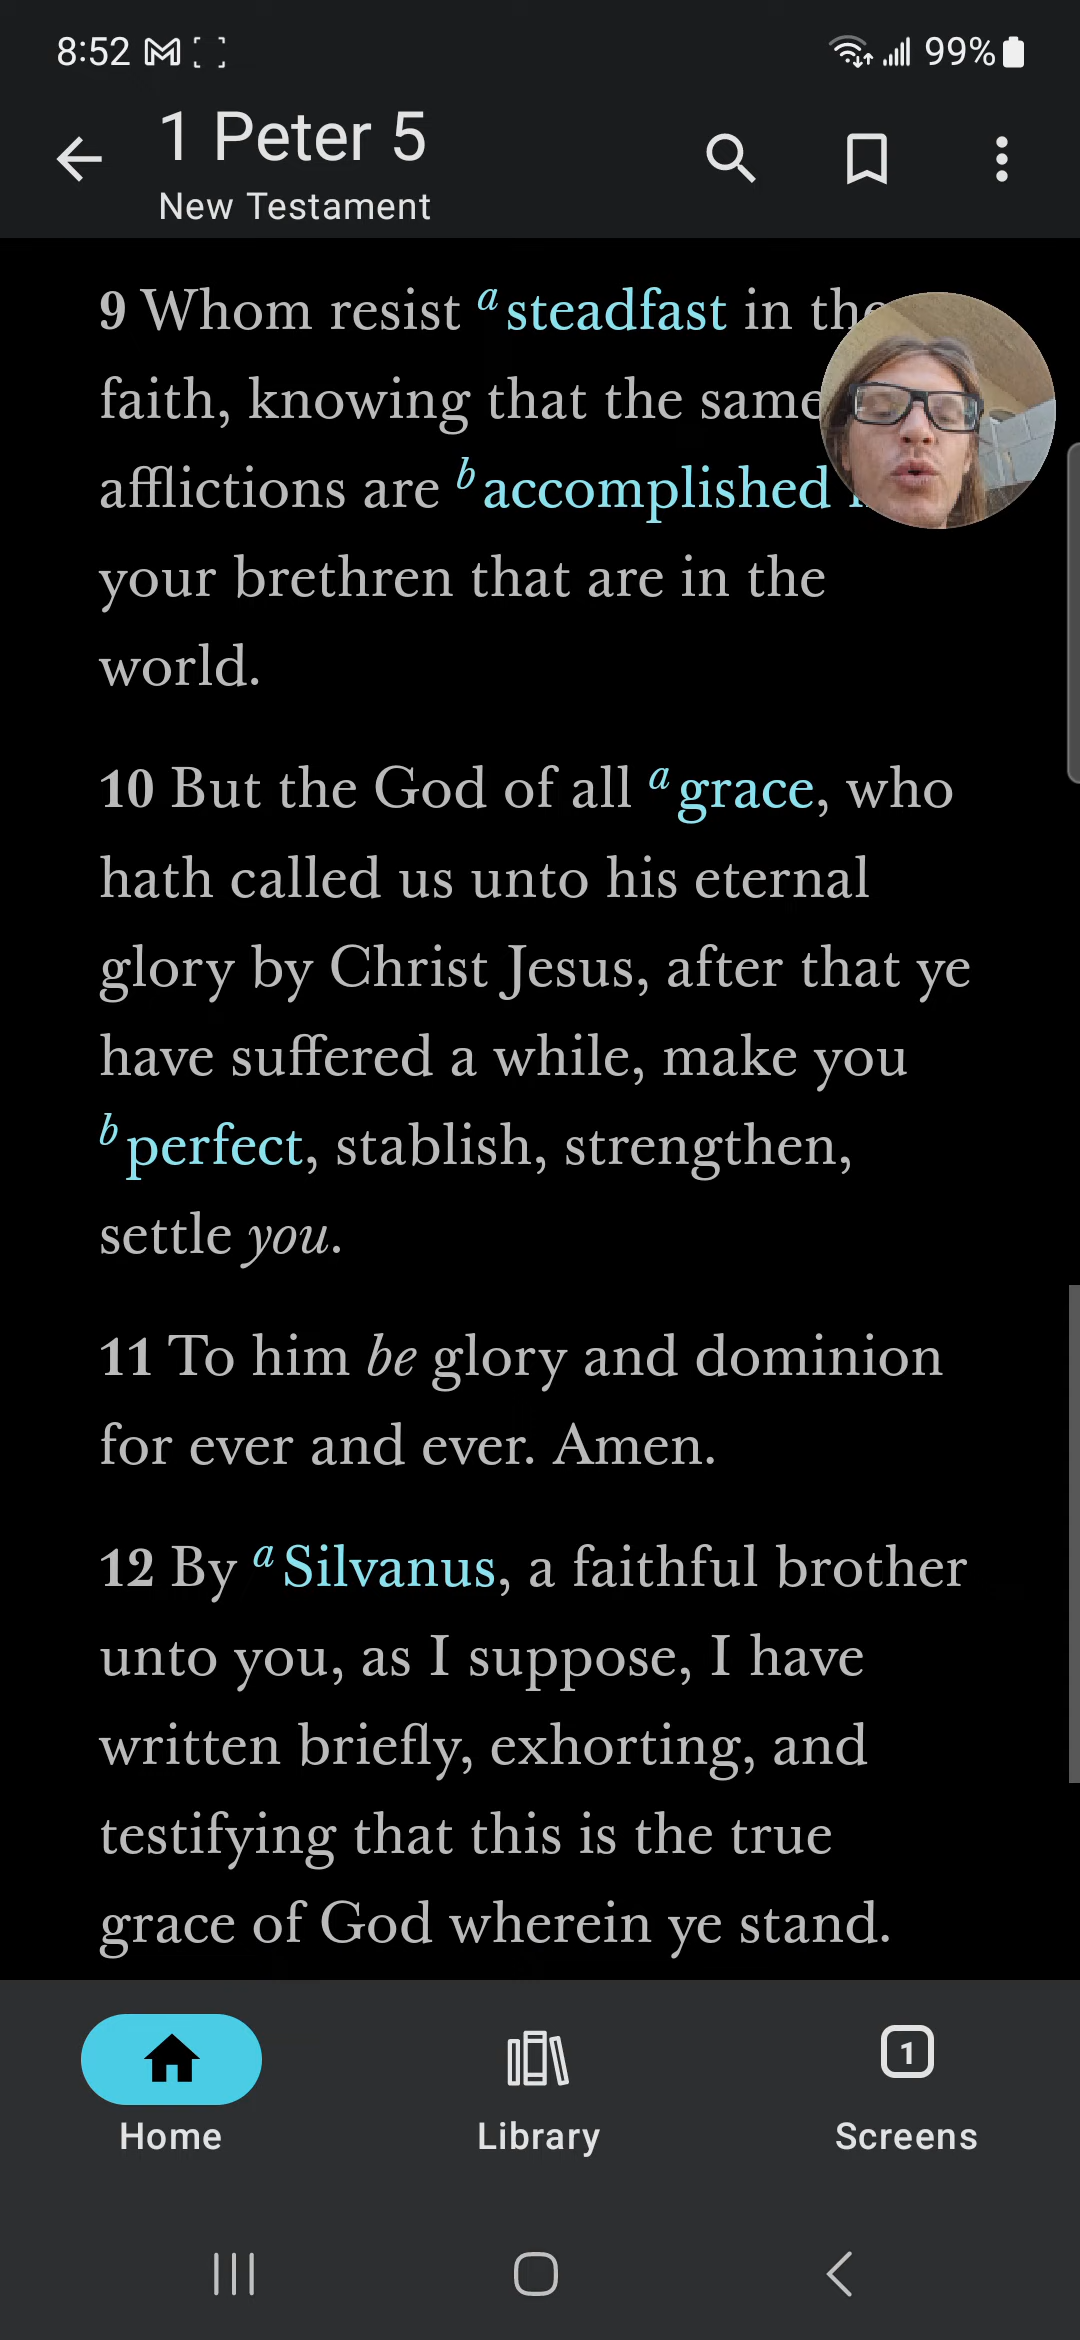 8:52
99%
1 Peter 5
New Testament
9 Whom resist a steadfast in the
faith, knowing that the same
afflictions are b accomplished
your brethren that are in the
world.
10 But the God of all a grace, who
hath called us unto his eternal
glory by Christ Jesus, after that ye
have suffered a while, make you
b perfect, stablish, strengthen,
settle you.
11 To him be glory and dominion
for ever and ever. Amen.
12 By a Silvanus, a faithful brother
unto you, as I suppose, I have
written briefly, exhorting, and
testifying that this is the true
grace of God wherein ye stand.
1
Home
Library
Screens